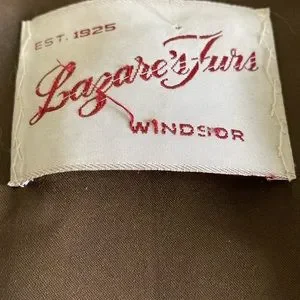 EST. 1925
Lazare's Furs
WINDSOR